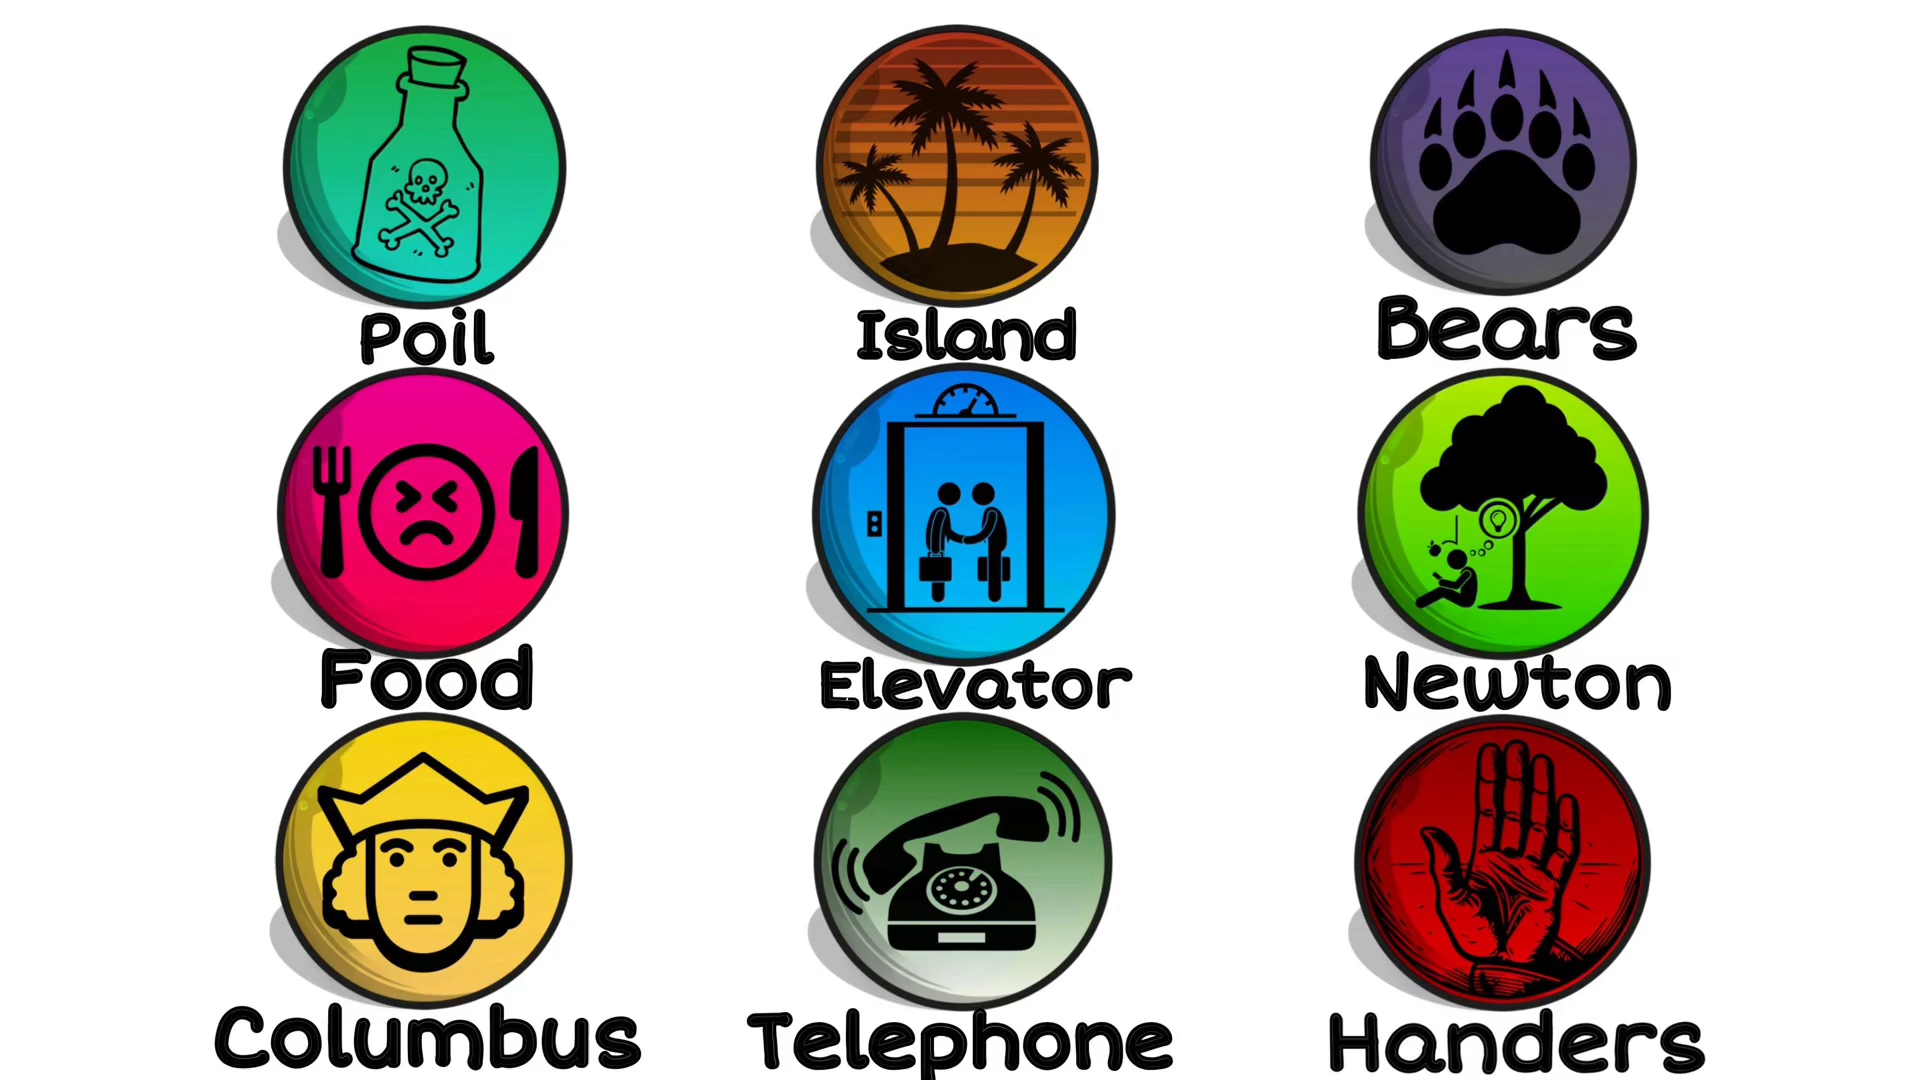 Poil
Island
Bears
Food
Elevator
Newton
Columbus
Telephone
Handers